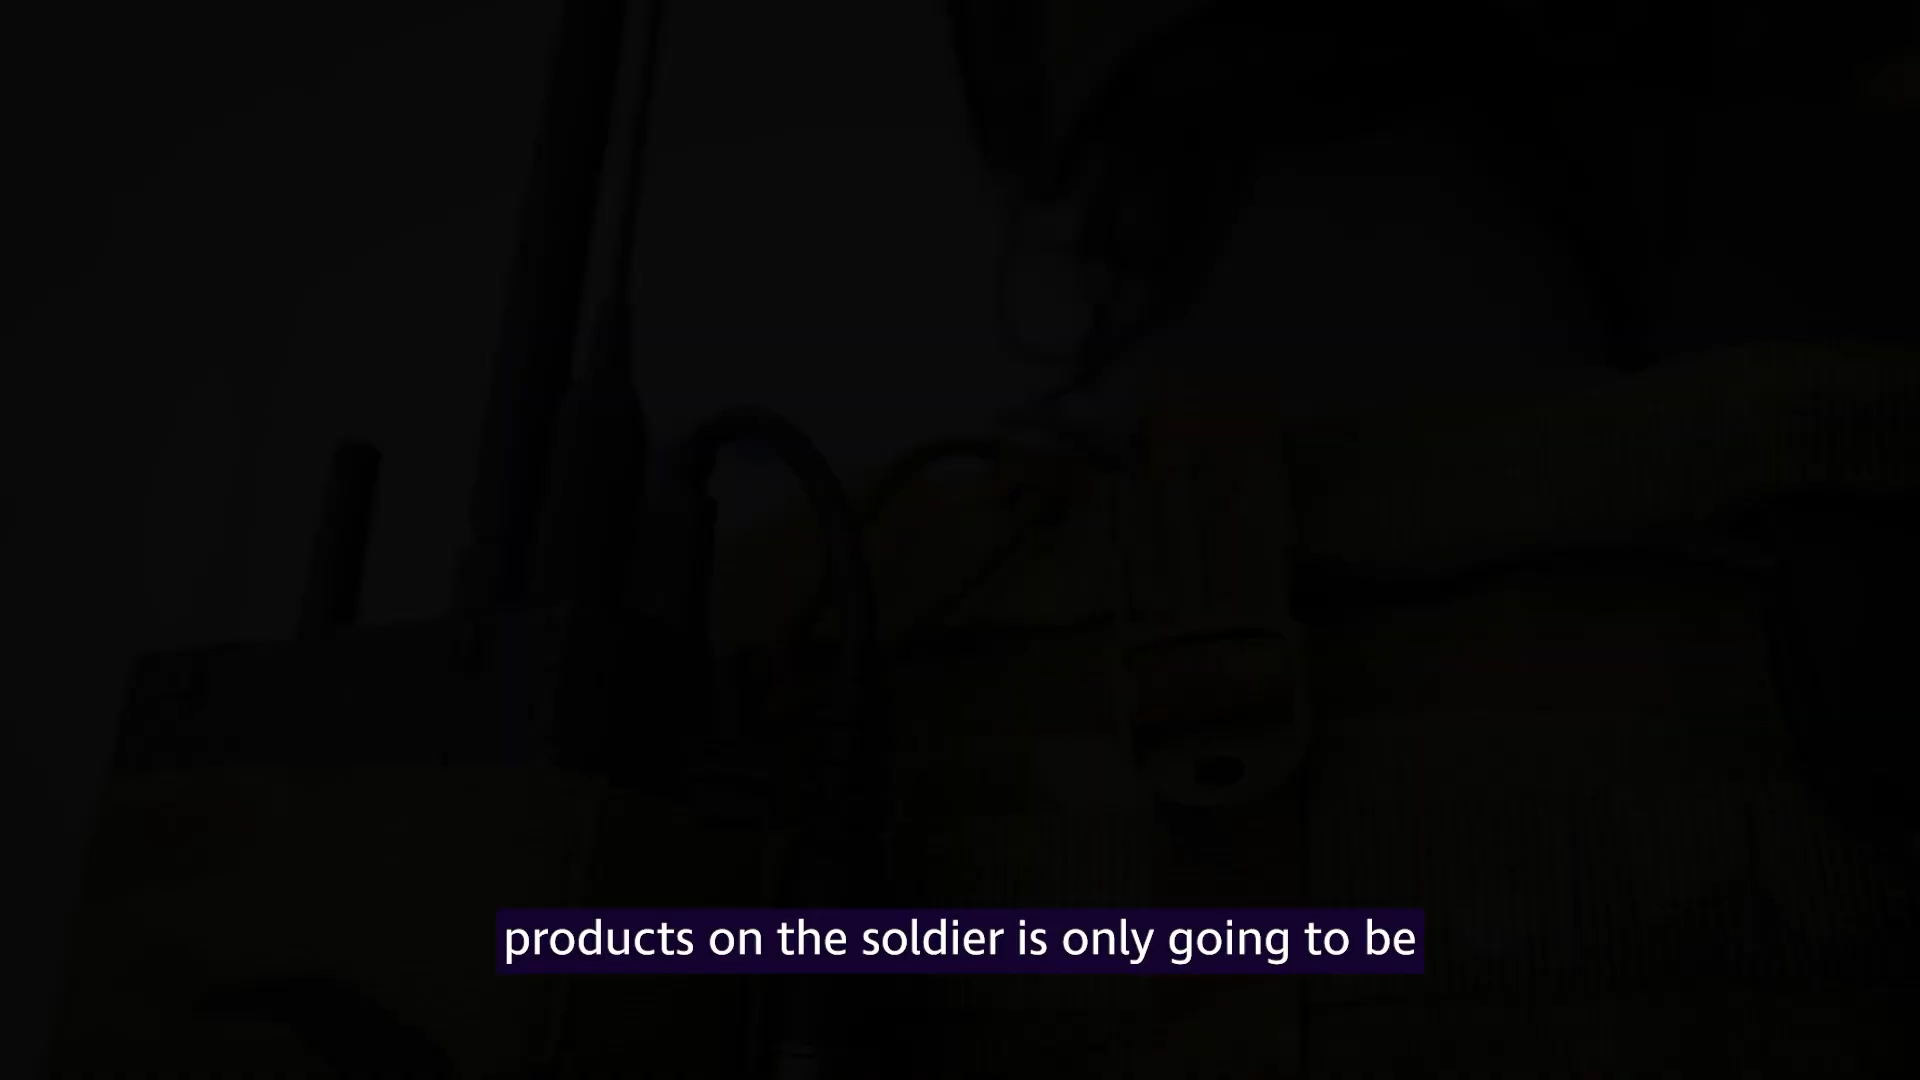 products on the soldier is only going to be